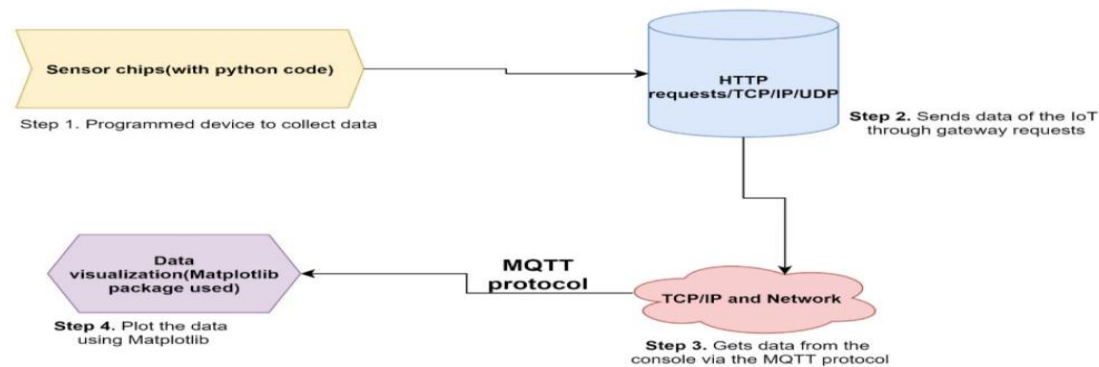 Sensor chips(with python code)
Step 1. Programmed device to collect data
HTTP
requests/TCP/IP/UDP
Step 2. Sends data of the IoT
through gateway requests
TCP/IP and Network
Step 3. Gets data from the
console via the MQTT protocol
MQTT
protocol
Data
visualization(Matplotlib
package used)
Step 4. Plot the data
using Matplotlib